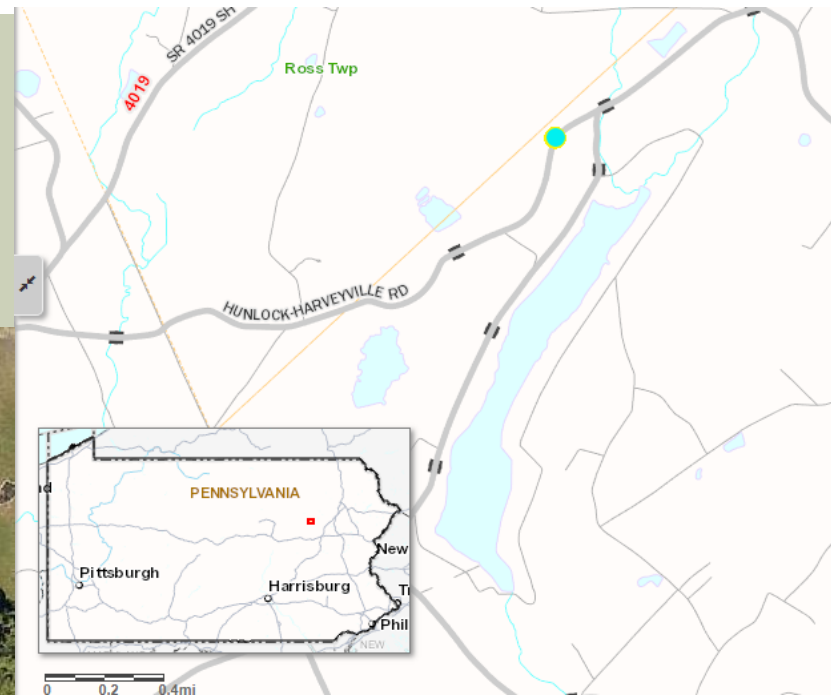 SR 4019 SH
4019
Ross Twp
HUNLOCK-HARVEYVILLE RD
d
PENNSYLVANIA
New
Pittsburgh
Harrisburg
T
Phil
NEW
0 0.2 0.4mi